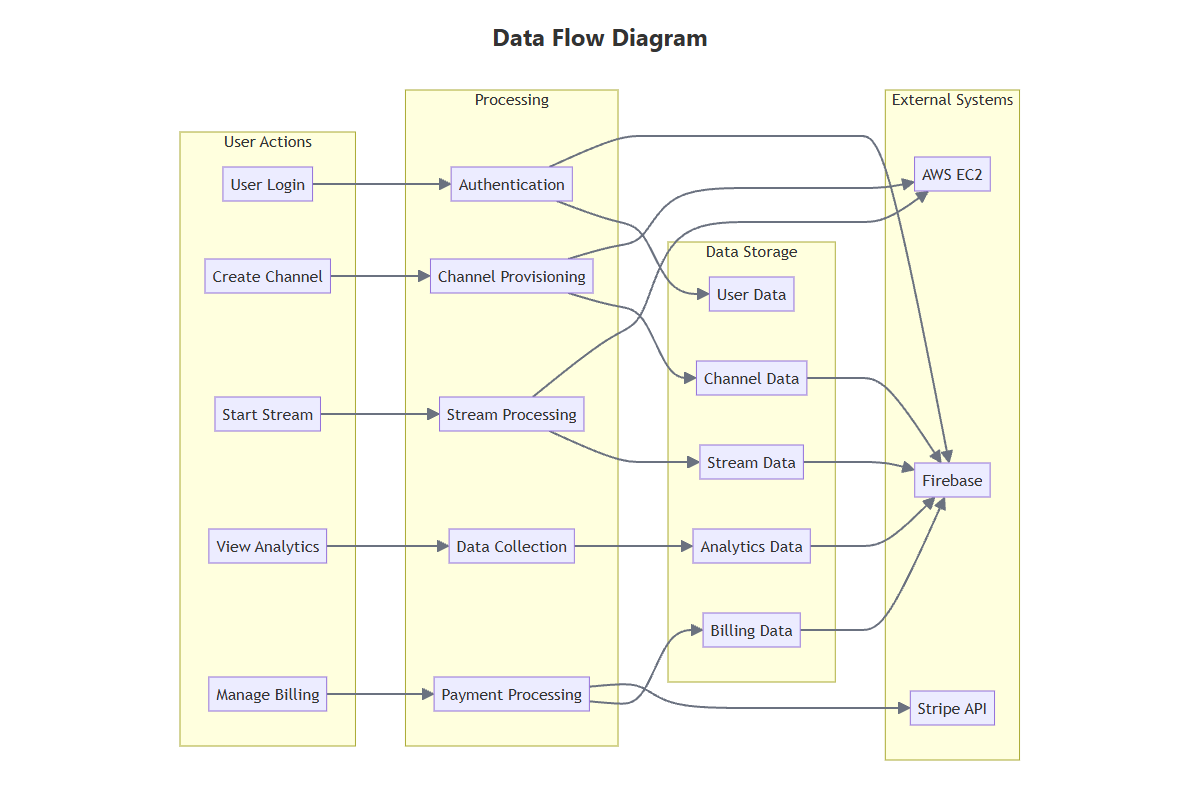 Data Flow Diagram
User Actions
User Login
Create Channel
Start Stream
View Analytics
Manage Billing
Processing
Authentication
Channel Provisioning
Stream Processing
Data Collection
Payment Processing
Data Storage
User Data
Channel Data
Stream Data
Analytics Data
Billing Data
External Systems
AWS EC2
Firebase
Stripe API